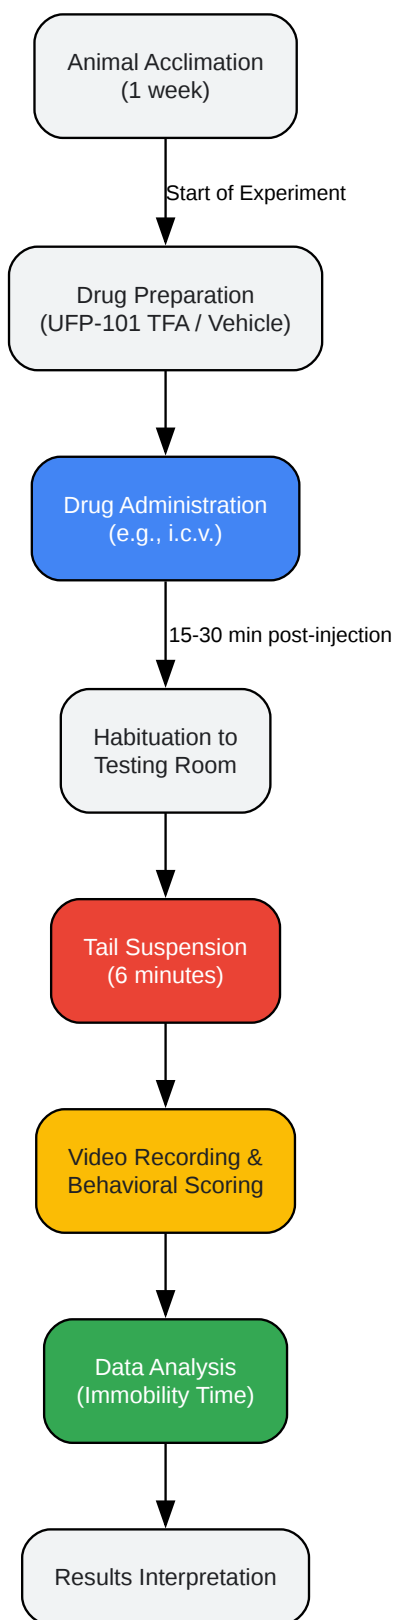 Animal Acclimation
(1 week)
Start of Experiment
Drug Preparation
(UFP-101 TFA / Vehicle)
Drug Administration
(e.g., i.c.v.)
15-30 min post-injection
Habituation to
Testing Room
Tail Suspension
(6 minutes)
Video Recording &
Behavioral Scoring
Data Analysis
(Immobility Time)
Results Interpretation